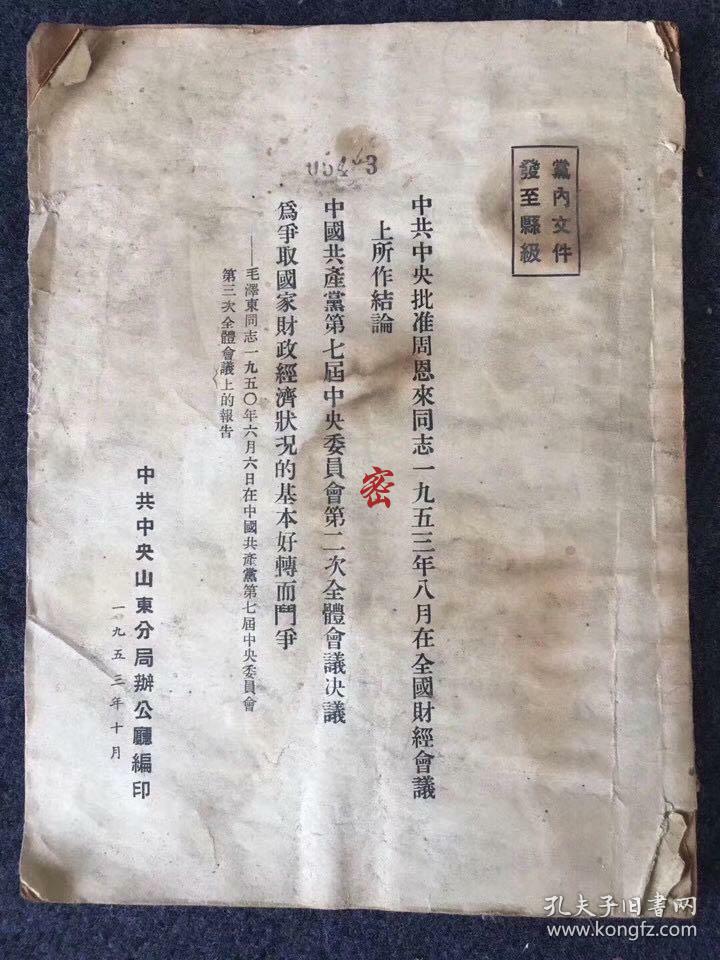 黨內文件
發至縣級
中共中央批准周恩來同志一九五三年八月在全國財經會議
上所作結論
密
中國共產黨第七屆中央委員會第二次全體會議決議
爲爭取國家財政經濟狀況的基本好轉而鬥爭
——毛澤東同志一九五〇年六月六日在中國共產黨第七屆中央委員會
第三次全體會議上的報告
中共中央山東分局辦公廳編印
一九五三年十月
孔夫子旧书网
www.kongfz.com